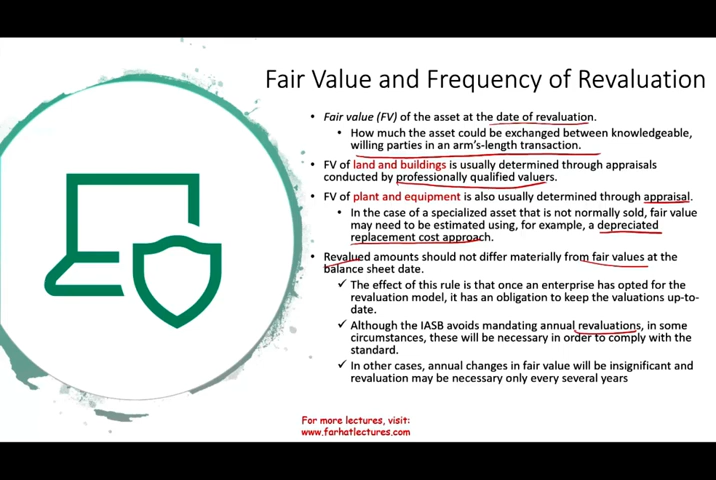 Fair Value and Frequency of Revaluation
• Fair value (FV) of the asset at the date of revaluation.
• How much the asset could be exchanged between knowledgeable,
willing parties in an arm's-length transaction.
• FV of land and buildings is usually determined through appraisals
conducted by professionally qualified valuers.
• FV of plant and equipment is also usually determined through appraisal.
• In the case of a specialized asset that is not normally sold, fair value
may need to be estimated using, for example, a depreciated
replacement cost approach.
• Revalued amounts should not differ materially from fair values at the
balance sheet date.
✓ The effect of this rule is that once an enterprise has opted for the
revaluation model, it has an obligation to keep the valuations up-to-
date.
✓ Although the IASB avoids mandating annual revaluations, in some
circumstances, these will be necessary in order to comply with the
standard.
✓ In other cases, annual changes in fair value will be insignificant and
revaluation may be necessary only every several years
For more lectures, visit:
www.farhatlectures.com